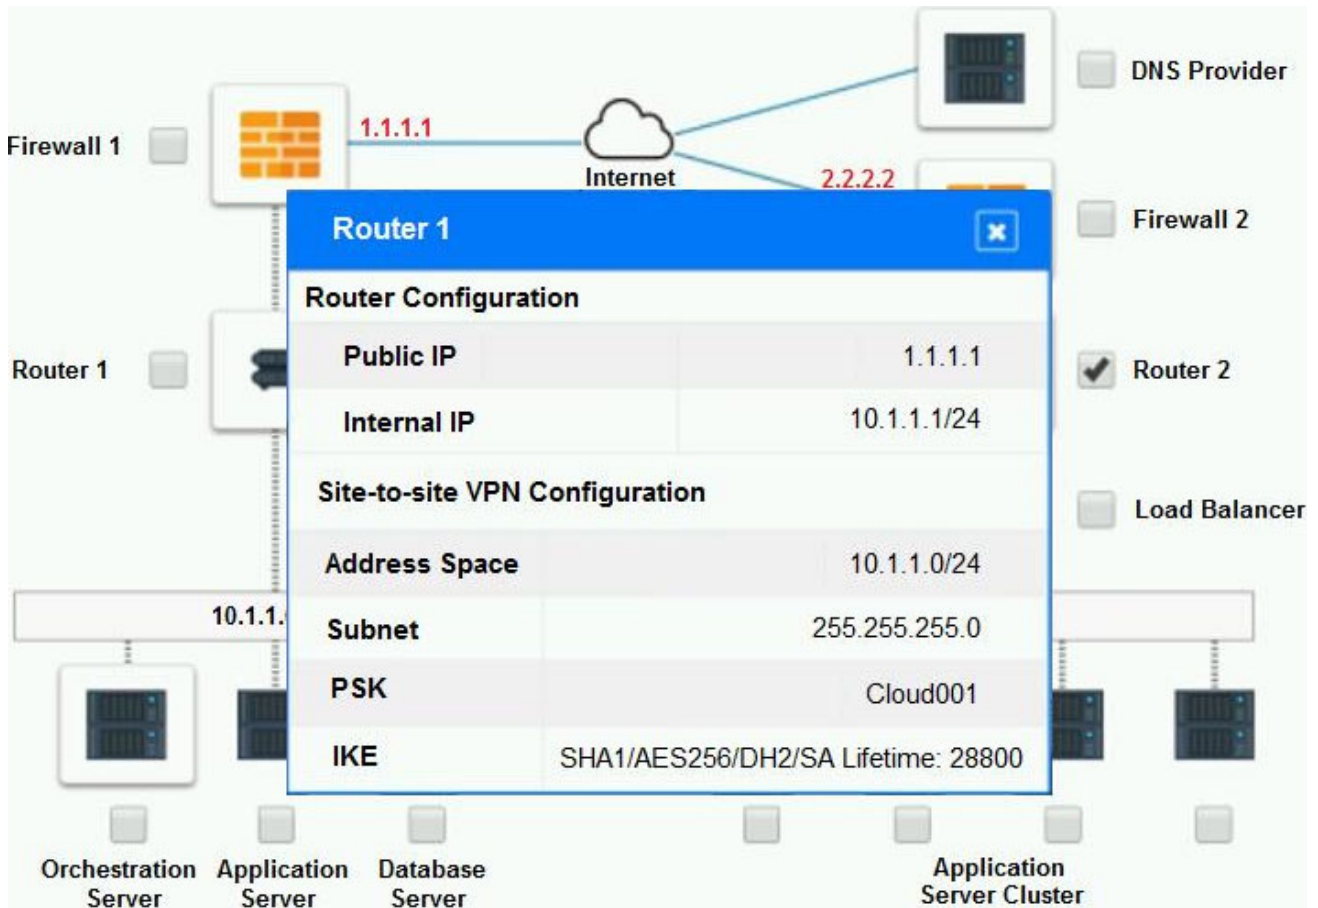 DNS Provider
Firewall 1
1.1.1.1
Internet
2.2.2.2
Firewall 2
Router 1
Router Configuration
Public IP 1.1.1.1
Internal IP 10.1.1.1/24
Router 1
Router 2
Site-to-site VPN Configuration
Load Balancer
Address Space 10.1.1.0/24
10.1.1.
Subnet 255.255.255.0
PSK Cloud001
IKE SHA1/AES256/DH2/SA Lifetime: 28800
Orchestration Server
Application Server
Database Server
Application Server Cluster